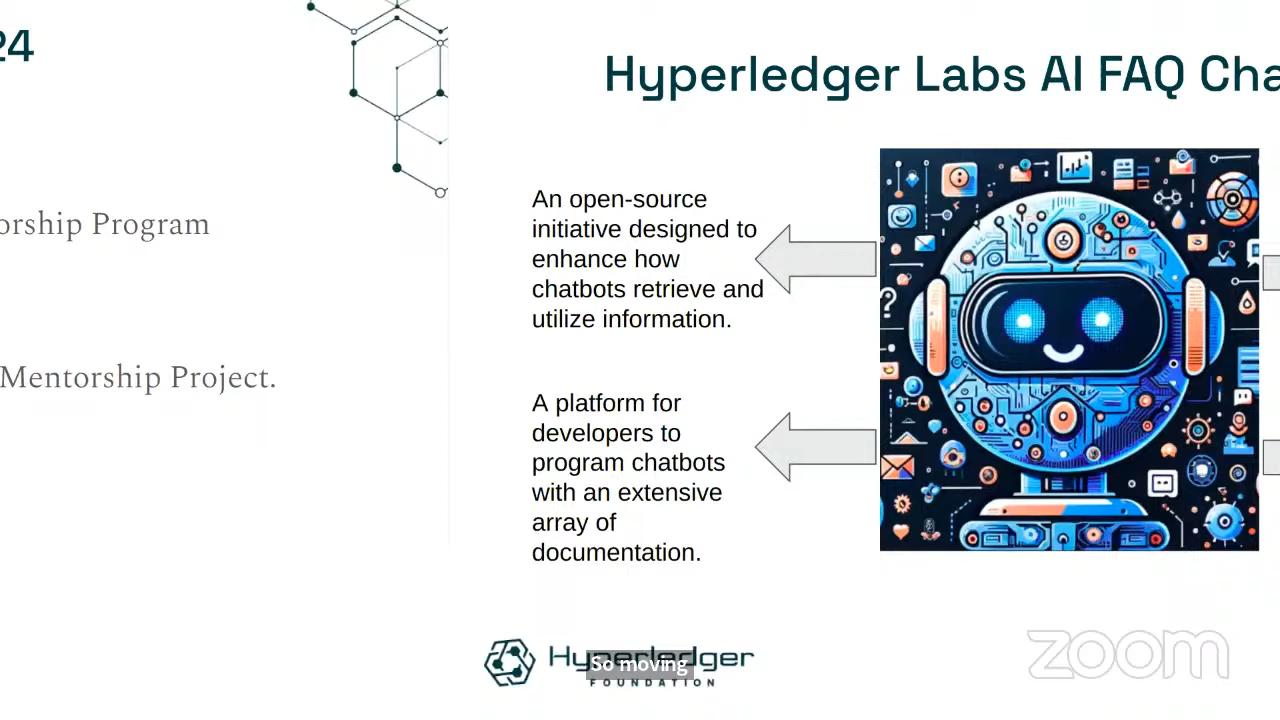 24
orship Program
Mentorship Project.
Hyperledger Labs AI FAQ Cha
An open-source
initiative designed to
enhance how
chatbots retrieve and
utilize information.
A platform for
developers to
program chatbots
with an extensive
array of
documentation.
Hyperledger
FOUNDATION
So moving
zoom